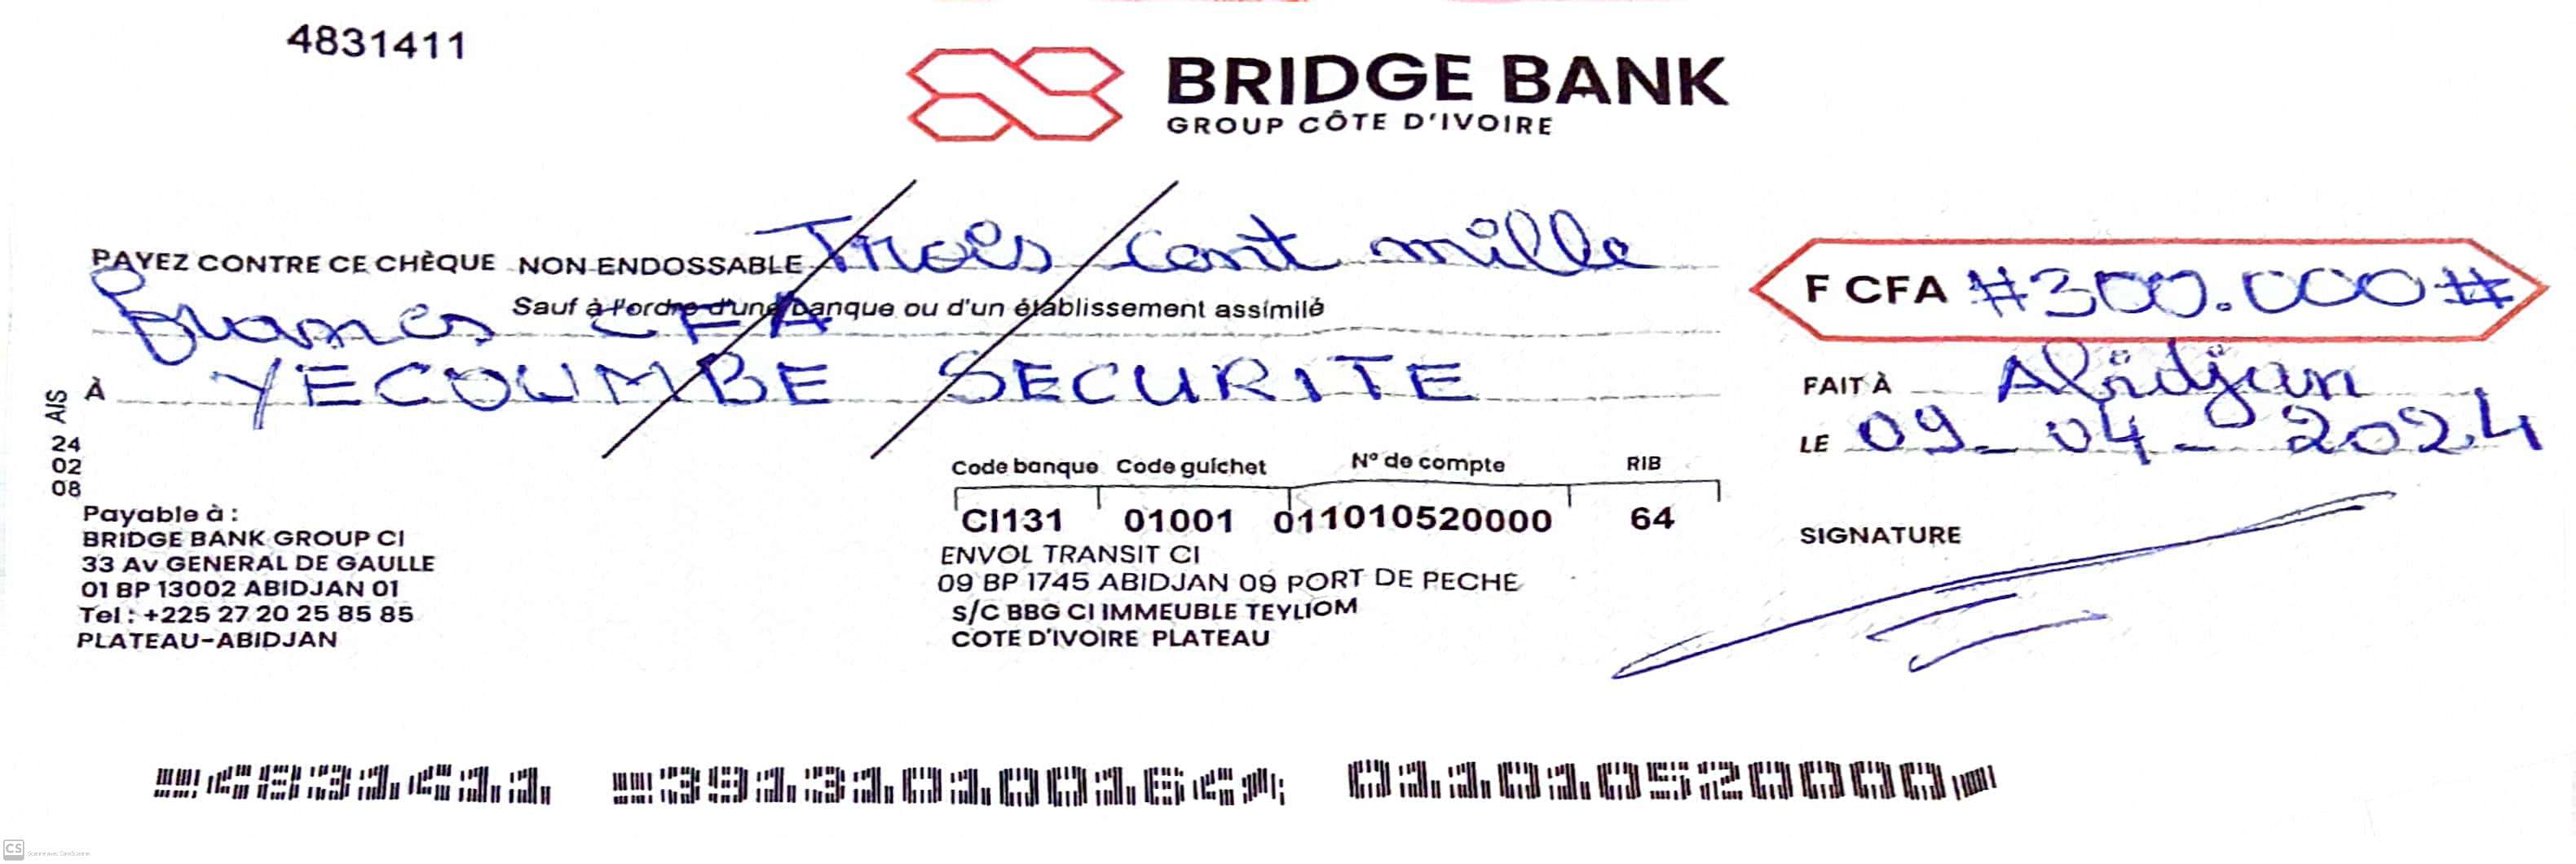 4831411
BRIDGE BANK
GROUP CÔTE D'IVOIRE
PAYEZ CONTRE CE CHÈQUE NON ENDOSSABLE Trois cent mille
Sauf à l'ordre d'une banque ou d'un établissement assimilé
francs CFA
F CFA #300.000#
À YECOUMBE SECURITE
FAIT À Abidjan
LE 09_04_2024
AIS
24
02
08
Code banque Code guichet N° de compte RIB
CI131 01001 011010520000 64
Payable à :
BRIDGE BANK GROUP CI
33 Av GENERAL DE GAULLE
01 BP 13002 ABIDJAN 01
Tel : +225 27 20 25 85 85
PLATEAU-ABIDJAN
ENVOL TRANSIT CI
09 BP 1745 ABIDJAN 09 PORT DE PECHE
S/C BBG CI IMMEUBLE TEYLIOM
COTE D'IVOIRE PLATEAU
SIGNATURE
4831411 391310100164 011010520000
CS